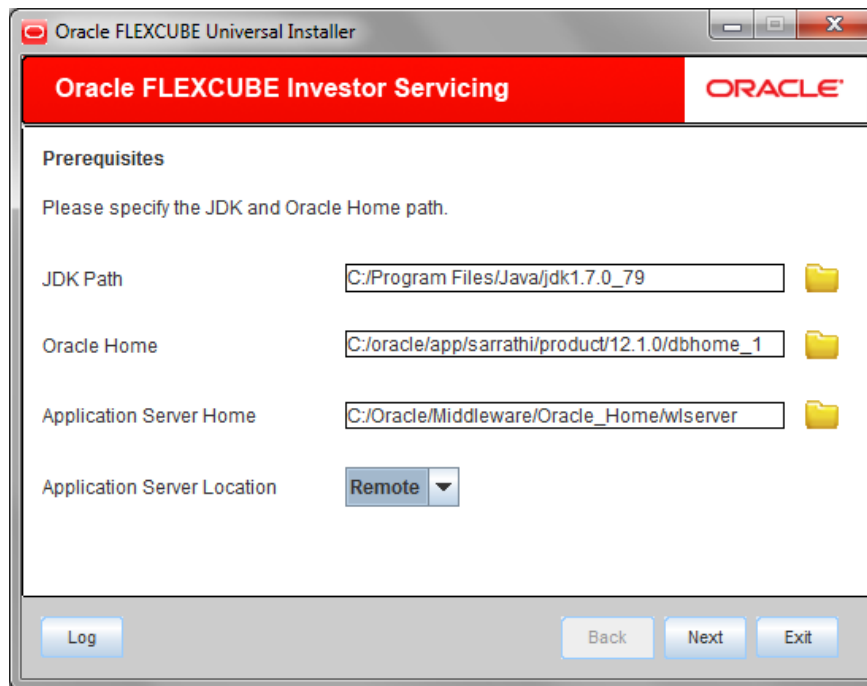 Oracle FLEXCUBE Universal Installer
Oracle FLEXCUBE Investor Servicing
ORACLE
Prerequisites
Please specify the JDK and Oracle Home path.
JDK Path C:/Program Files/Java/jdk1.7.0_79
Oracle Home C:/oracle/app/sarrathi/product/12.1.0/dbhome_1
Application Server Home C:/Oracle/Middleware/Oracle_Home/wlserver
Application Server Location Remote
Log Back Next Exit